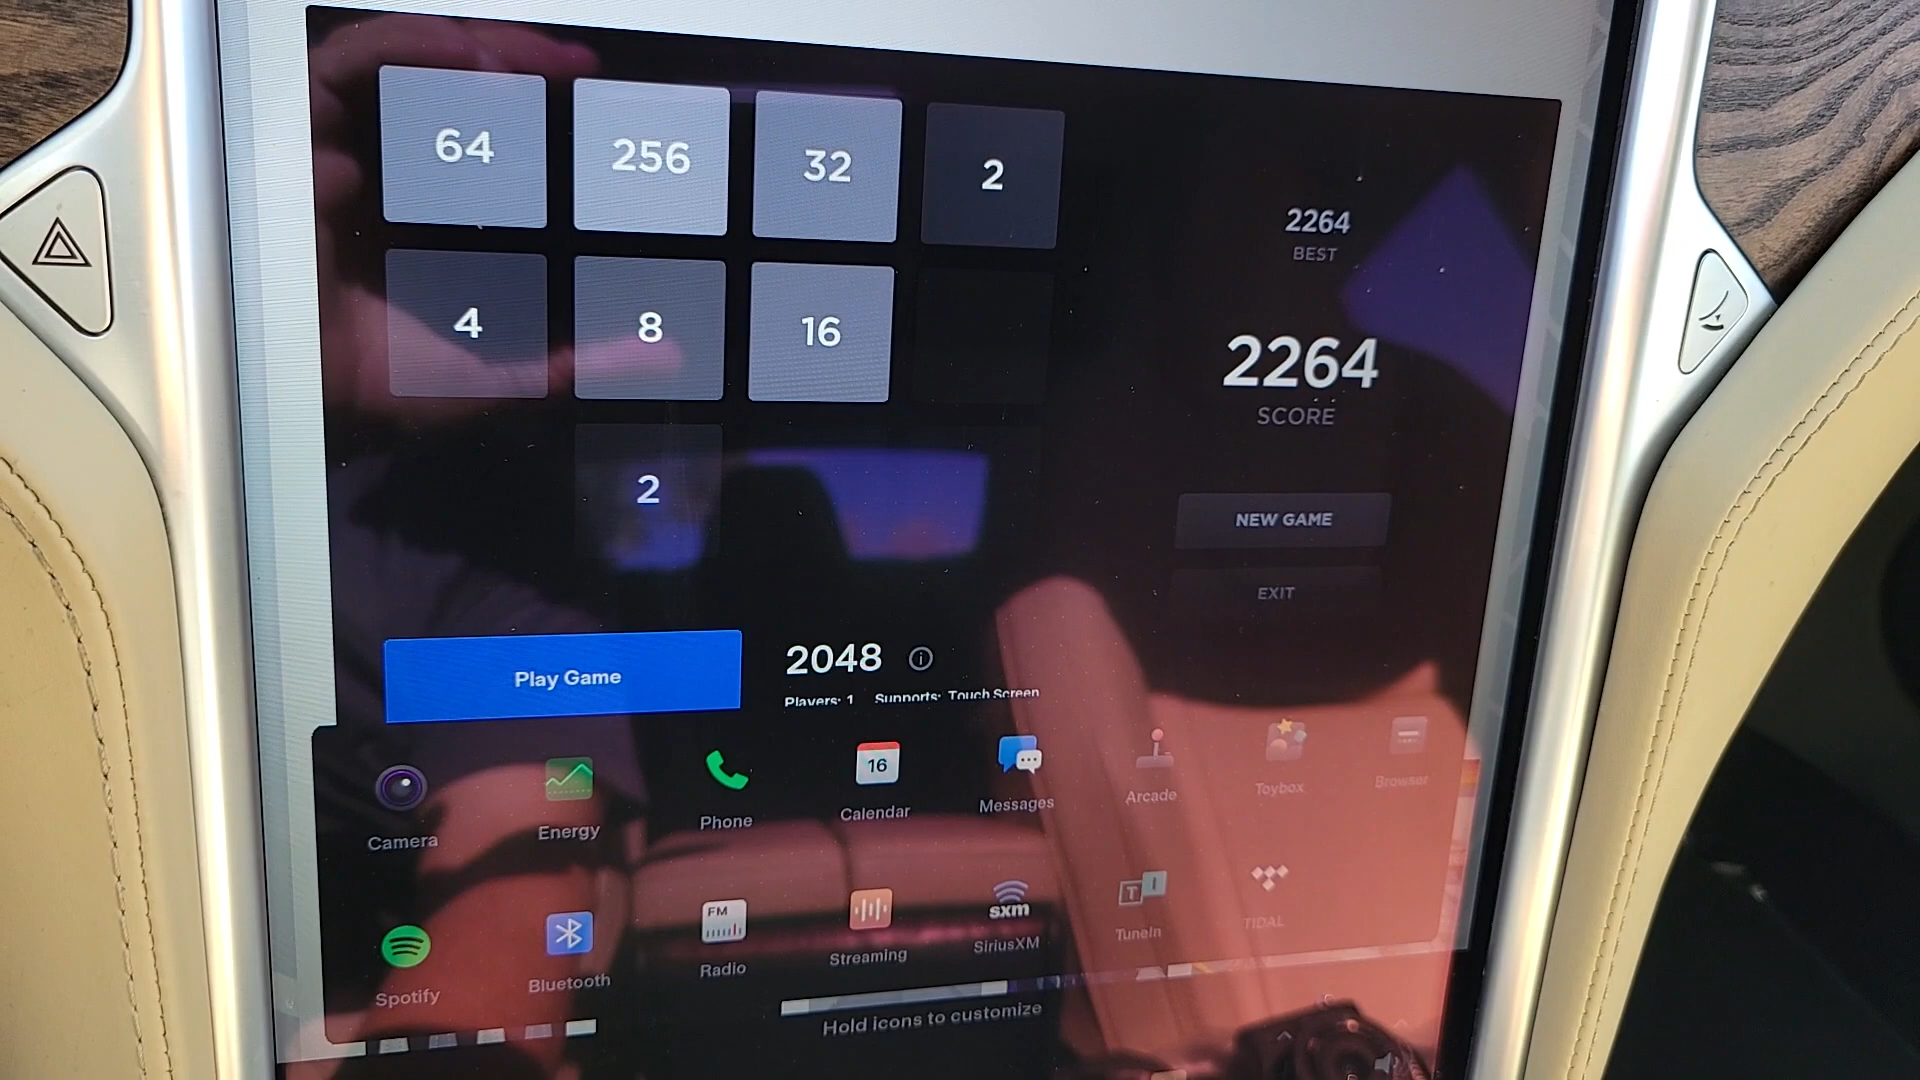 64 256 32 2
2264
BEST
4 8 16
2264
SCORE
2
NEW GAME
EXIT
Play Game
2048
Players: 1 Supports: Touch Screen
16
Camera Energy Phone Calendar Messages Arcade Toybox Browser
FM
sxm
T I
Spotify Bluetooth Radio Streaming SiriusXM TuneIn TIDAL
Hold icons to customize